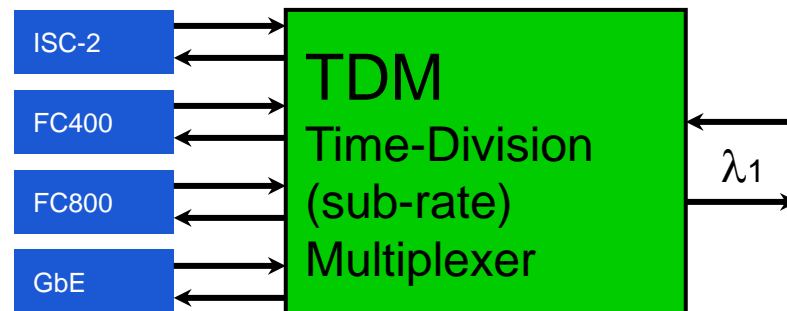 ISC-2
FC400
FC800
GbE
TDM
Time-Division
(sub-rate)
Multiplexer
λ1